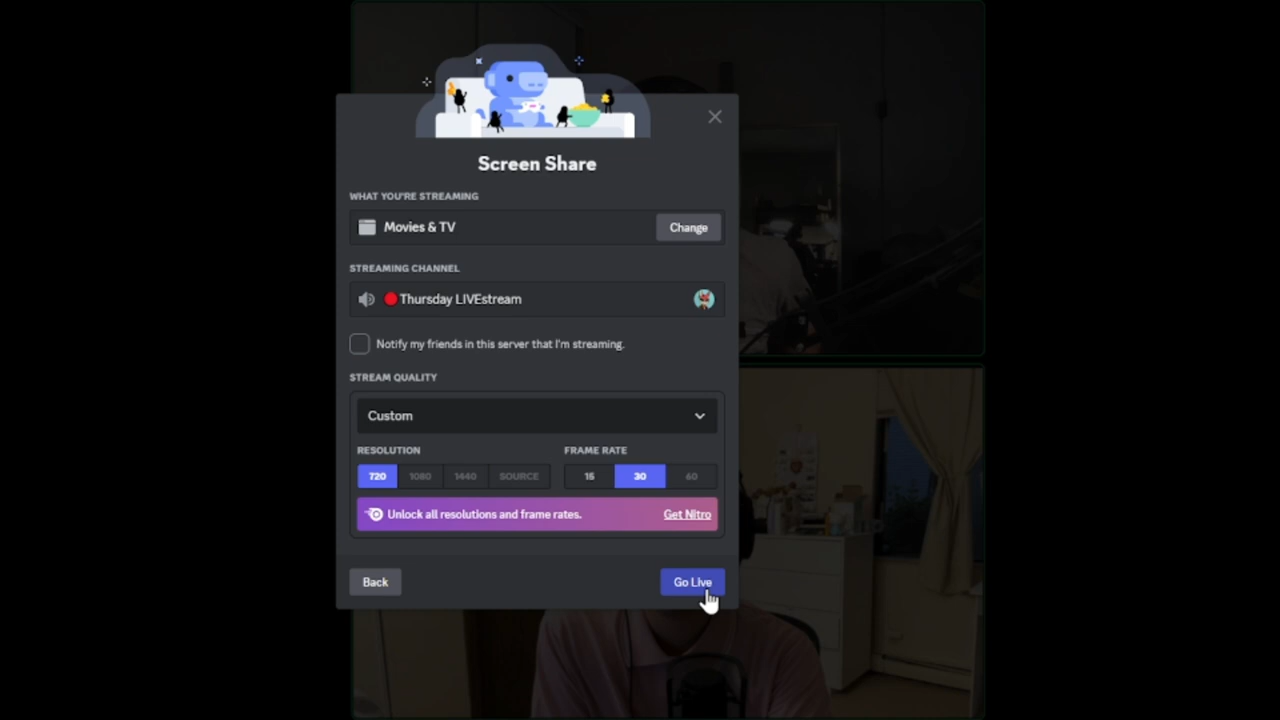 Screen Share
WHAT YOU'RE STREAMING
Movies & TV
Change
STREAMING CHANNEL
Thursday LIVEstream
Notify my friends in this server that I'm streaming.
STREAM QUALITY
Custom
RESOLUTION
FRAME RATE
720 1080 1440 SOURCE
15 30 60
Unlock all resolutions and frame rates.
Get Nitro
Back
Go Live